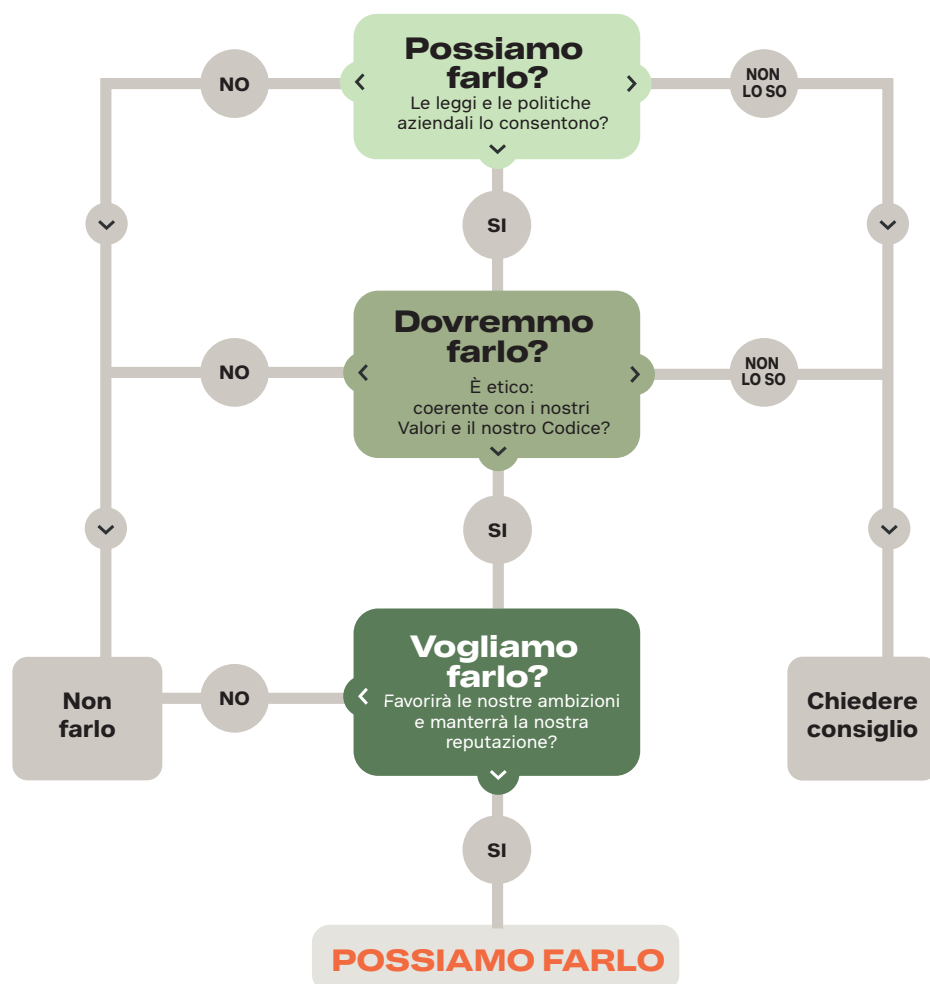 Possiamo
farlo?
Le leggi e le politiche
aziendali lo consentono?
NO
NON
LO SO
SI
Dovremmo
farlo?
È etico:
coerente con i nostri
Valori e il nostro Codice?
NO
NON
LO SO
SI
Vogliamo
farlo?
Favorirà le nostre ambizioni
e manterrà la nostra
reputazione?
NO
Non
farlo
Chiedere
consiglio
SI
POSSIAMO FARLO